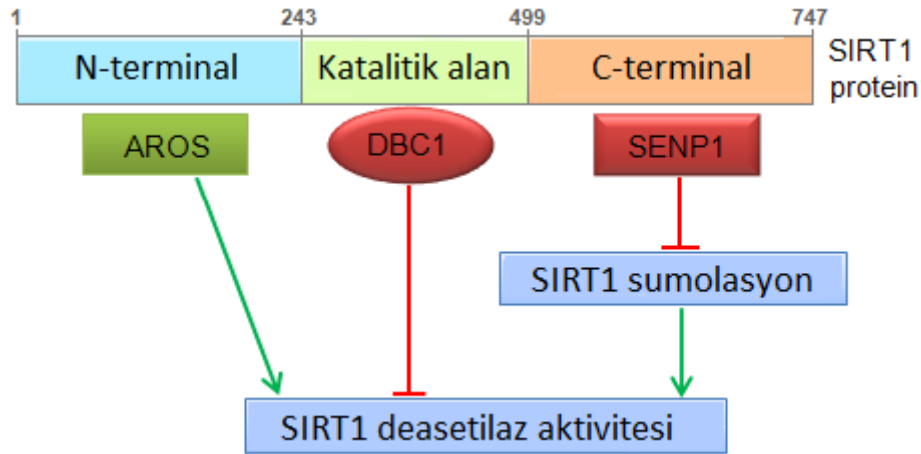 1 243 499 747
N-terminal Katalitik alan C-terminal SIRT1
protein
AROS DBC1 SENP1
SIRT1 sumolasyon
SIRT1 deasetilaz aktivitesi